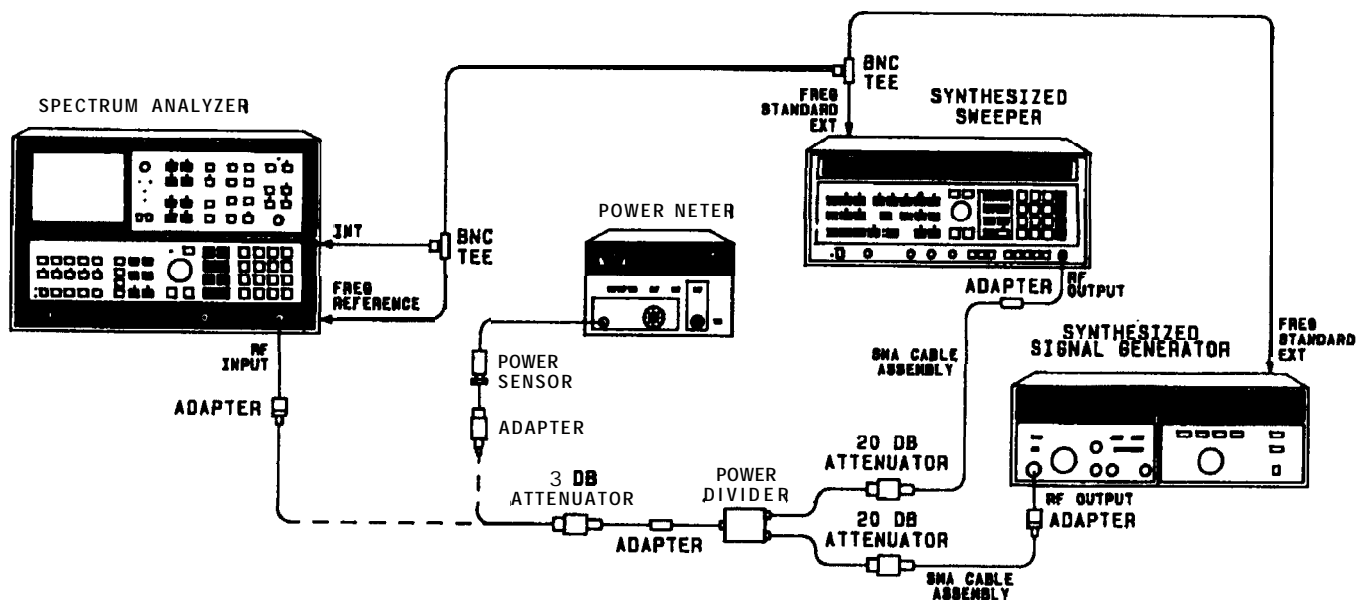 BNC
TEE
SPECTRUM ANALYZER
FREQ
STANDARD
EXT
SYNTHESIZED
SWEEPER
POWER NETER
INT
BNC
TEE
FREQ
REFERENCE
ADAPTER
RF
OUTPUT
RF
INPUT
SYNTHESIZED
SIGNAL GENERATOR
FREQ
STANDARD
EXT
POWER
SENSOR
SMA CABLE
ASSEMBLY
ADAPTER
ADAPTER
20 DB
ATTENUATOR
3 DB
ATTENUATOR
POWER
DIVIDER
RF OUTPUT
ADAPTER
20 DB
ATTENUATOR
ADAPTER
SMA CABLE
ASSEMBLY